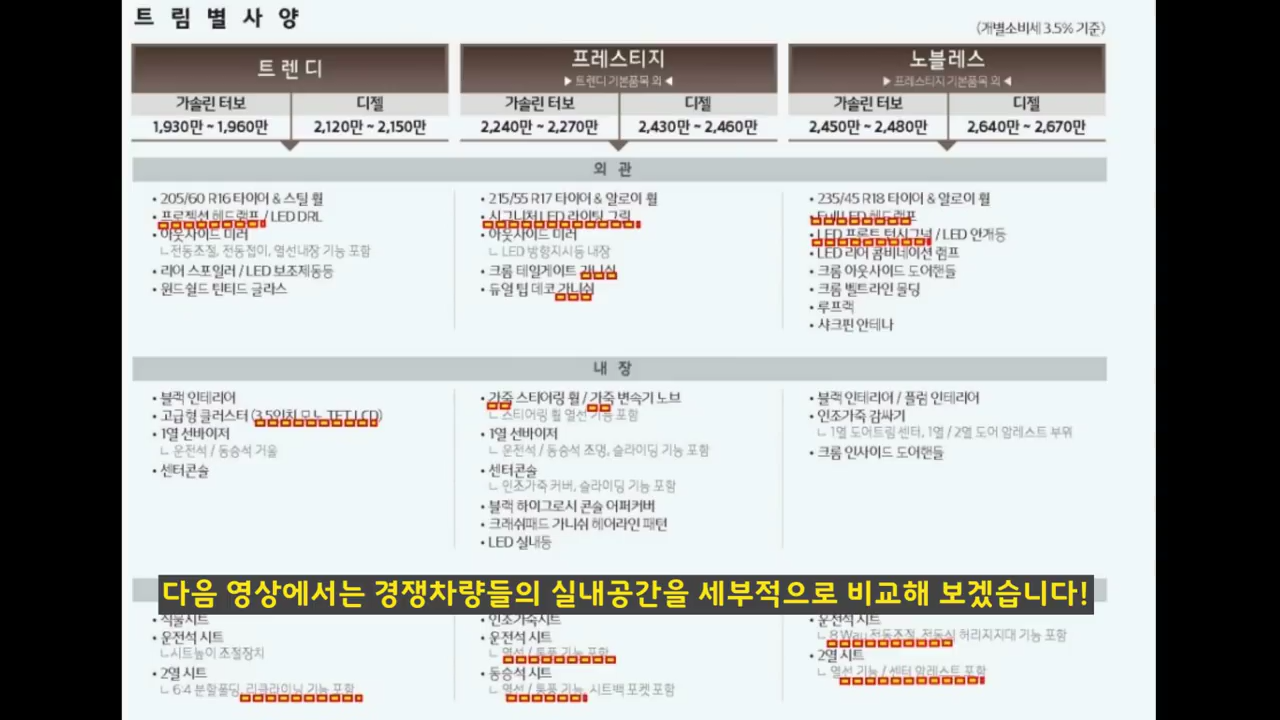 트 림 별 사 양
(개별소비세 3.5% 기준)
트 렌 디
가솔린 터보 디젤
1,930만 ~ 1,960만 2,120만 ~ 2,150만
프레스티지
▶ 트렌디 기본품목 외 ◀
가솔린 터보 디젤
2,240만 ~ 2,270만 2,430만 ~ 2,460만
노블레스
▶ 프레스티지 기본품목 외 ◀
가솔린 터보 디젤
2,450만 ~ 2,480만 2,640만 ~ 2,670만
외 관
• 205/60 R16 타이어 & 스틸 휠
• 프로젝션 헤드램프 / LED DRL
• 아웃사이드 미러
ㄴ전동조절, 전동접이, 열선내장 기능 포함
• 리어 스포일러 / LED 보조제동등
• 윈드쉴드 틴티드 글라스
• 215/55 R17 타이어 & 알로이 휠
• 시그니처 LED 라이팅 그릴
• 아웃사이드 미러
ㄴ LED 방향지시등 내장
• 크롬 테일게이트 가니쉬
• 듀얼 팁 데코 가니쉬
• 235/45 R18 타이어 & 알로이 휠
• Full LED 헤드램프
• LED 프론트 턴시그널 / LED 안개등
• LED 리어 콤비네이션 램프
• 크롬 아웃사이드 도어핸들
• 크롬 벨트라인 몰딩
• 루프랙
• 샤크핀 안테나
내 장
• 블랙 인테리어
• 고급형 클러스터 (3.5인치 모노 TFT LCD)
• 1열 선바이저
ㄴ 운전석 / 동승석 거울
• 센터콘솔
• 가죽 스티어링 휠 / 가죽 변속기 노브
ㄴ 스티어링 휠 열선 기능 포함
• 1열 선바이저
ㄴ 운전석 / 동승석 조명, 슬라이딩 기능 포함
• 센터콘솔
ㄴ 인조가죽 커버, 슬라이딩 기능 포함
• 블랙 하이그로시 콘솔 어퍼커버
• 크래쉬패드 가니쉬 헤어라인 패턴
• LED 실내등
• 블랙 인테리어 / 플럼 인테리어
• 인조가죽 감싸기
ㄴ 1열 도어트림 센터, 1열 / 2열 도어 암레스트 부위
• 크롬 인사이드 도어핸들
다음 영상에서는 경쟁차량들의 실내공간을 세부적으로 비교해 보겠습니다!
• 직물시트
• 운전석 시트
ㄴ시트높이 조절장치
• 2열 시트
ㄴ 6:4 분할폴딩, 리클라이닝 기능 포함
• 인조가죽시트
• 운전석 시트
ㄴ 열선 / 통풍 기능 포함
• 동승석 시트
ㄴ 열선 / 통풍 기능, 시트백 포켓 포함
• 운전석 시트
ㄴ 8 Way 전동조절, 전동식 허리지지대 기능 포함
• 2열 시트
ㄴ 열선 기능 / 센터 암레스트 포함